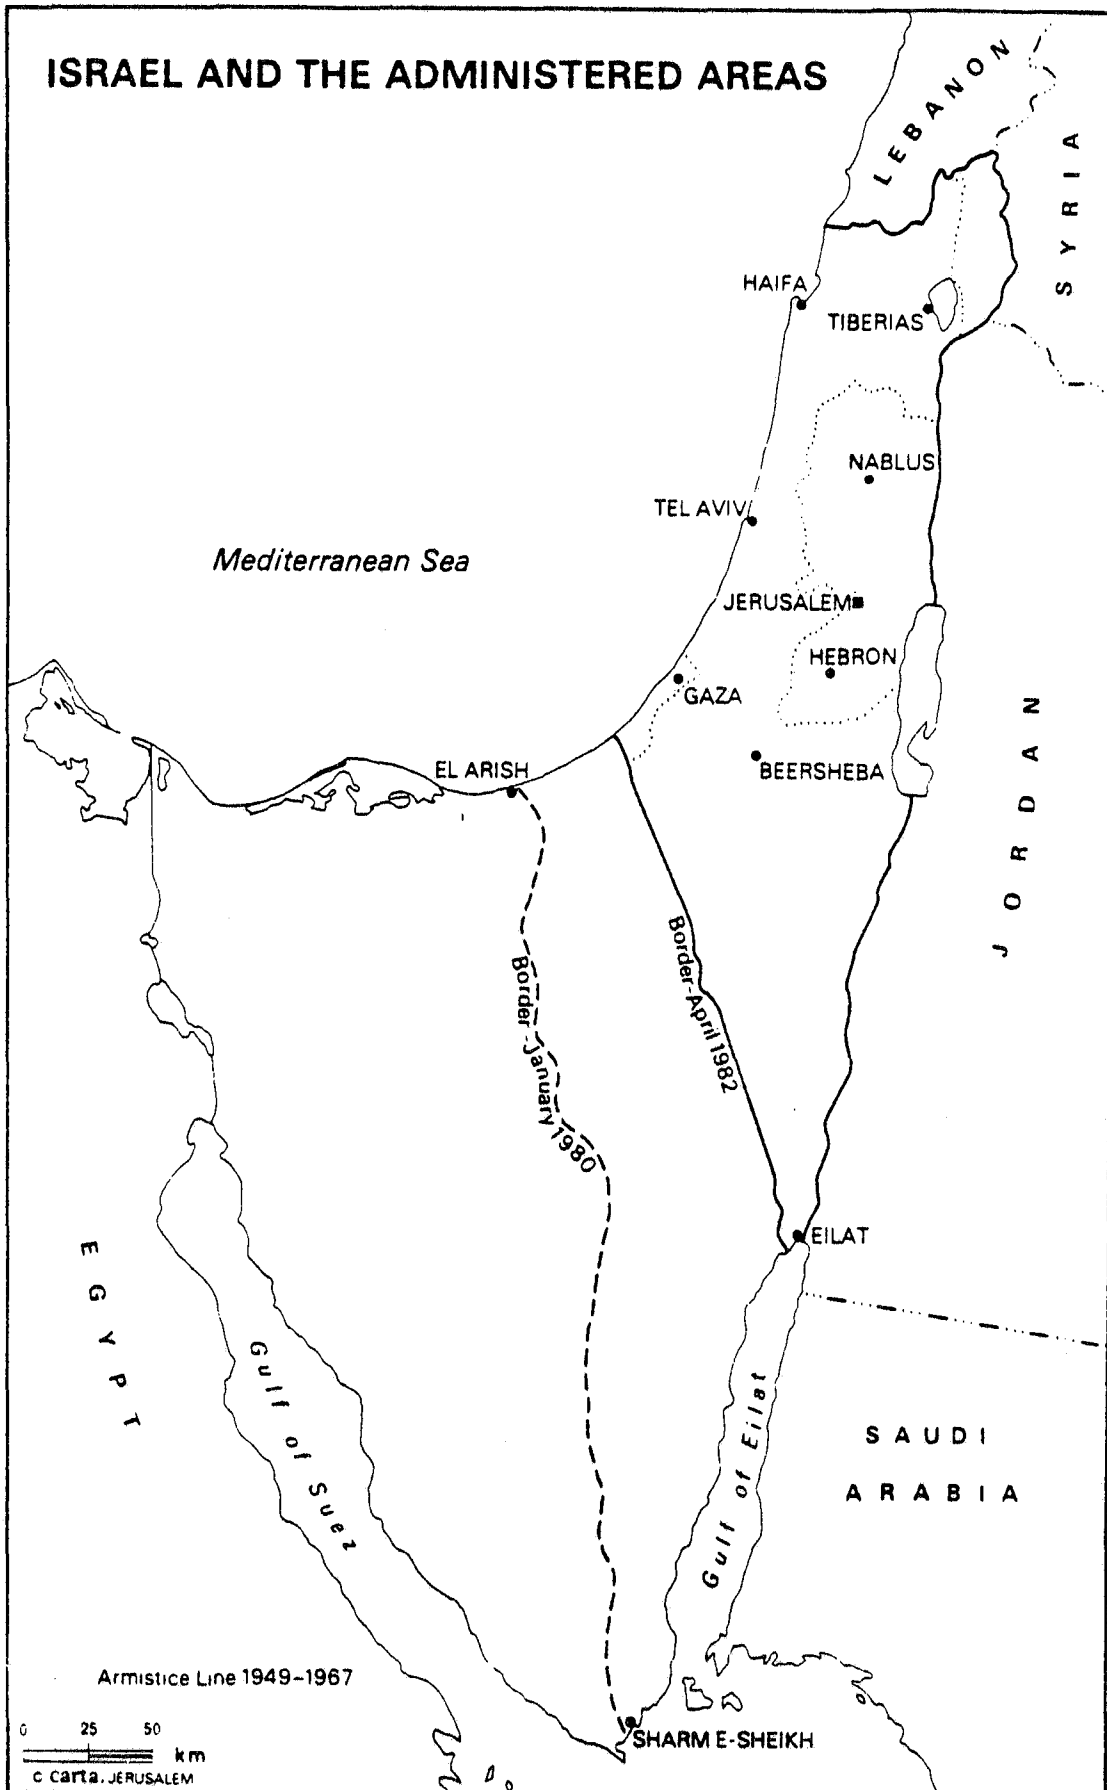 ISRAEL AND THE ADMINISTERED AREAS
LEBANON
SYRIA
HAIFA
TIBERIAS
NABLUS
TEL AVIV
Mediterranean Sea
JERUSALEM
HEBRON
GAZA
JORDAN
EL ARISH
BEERSHEBA
Border-April 1982
Border-January 1980
EILAT
EGYPT
Gulf of Suez
Gulf of Eilat
SAUDI
ARABIA
Armistice Line 1949-1967
0 25 50
km
SHARM E-SHEIKH
c carta. JERUSALEM